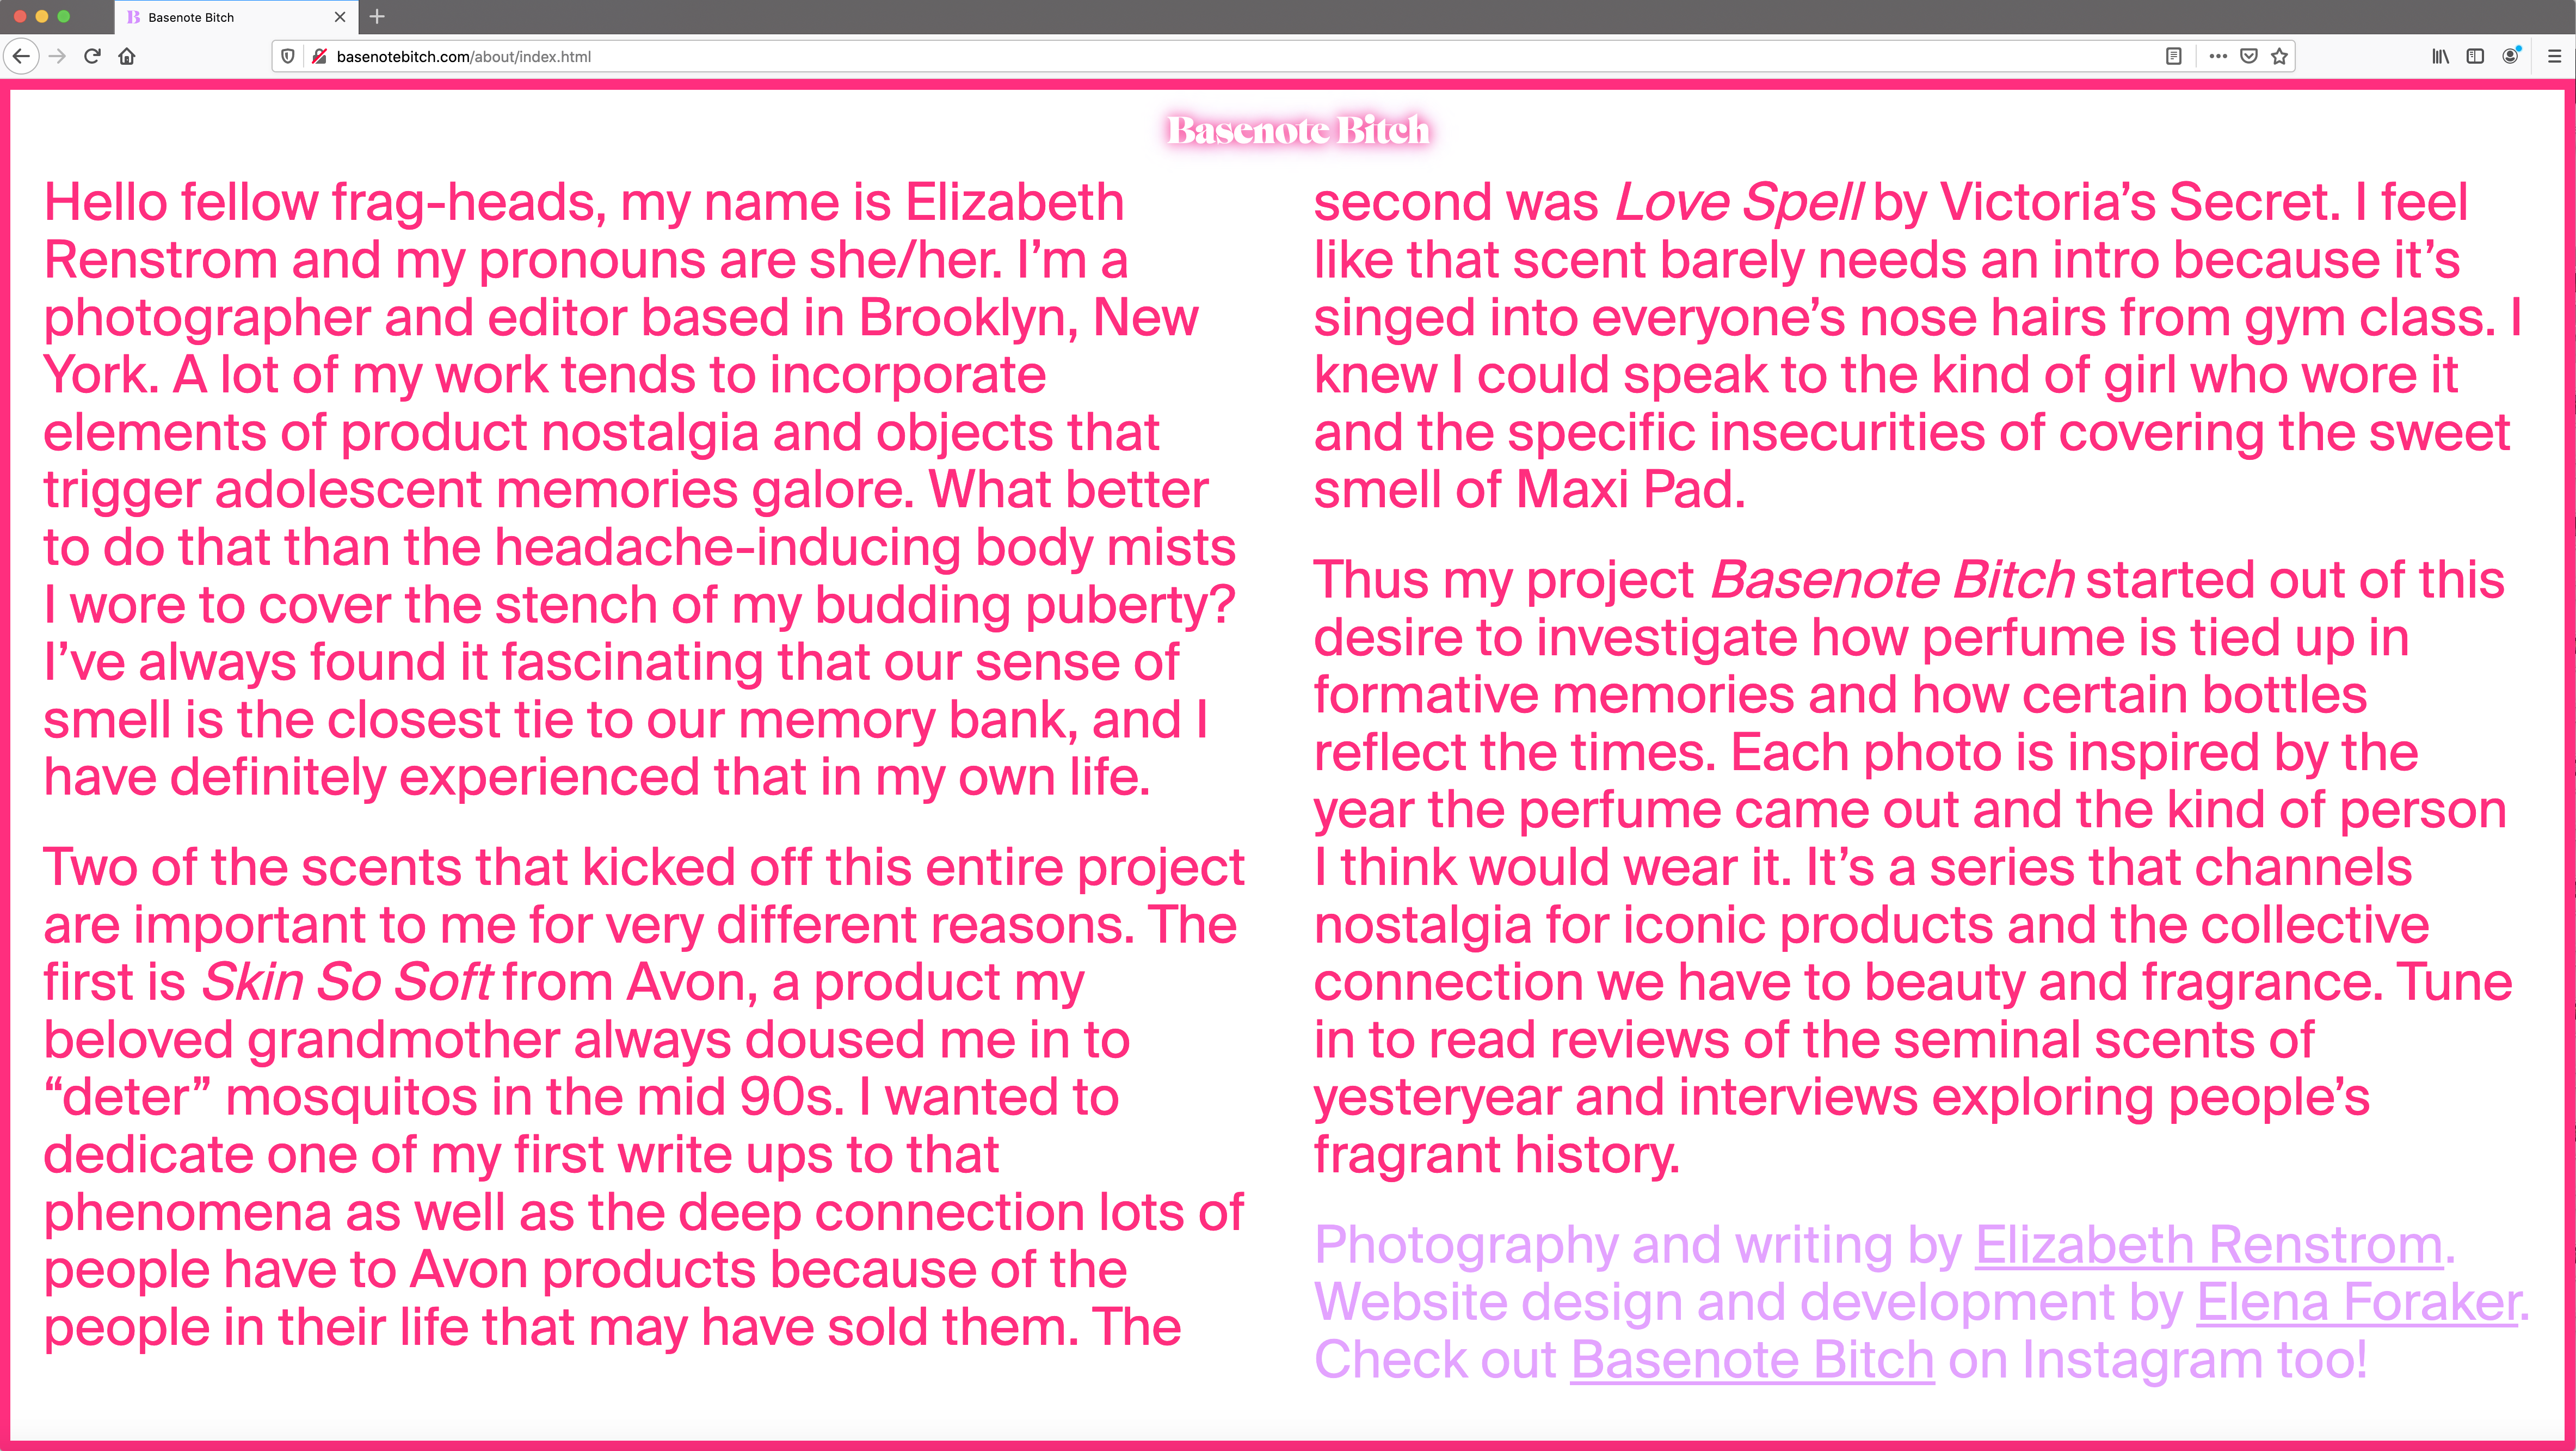 Basenote Bitch
basenotebitch.com/about/index.html
Basenote Bitch
Hello fellow frag-heads, my name is Elizabeth
Renstrom and my pronouns are she/her. I’m a
photographer and editor based in Brooklyn, New
York. A lot of my work tends to incorporate
elements of product nostalgia and objects that
trigger adolescent memories galore. What better
to do that than the headache-inducing body mists
I wore to cover the stench of my budding puberty?
I’ve always found it fascinating that our sense of
smell is the closest tie to our memory bank, and I
have definitely experienced that in my own life.
Two of the scents that kicked off this entire project
are important to me for very different reasons. The
first is Skin So Soft from Avon, a product my
beloved grandmother always doused me in to
“deter” mosquitos in the mid 90s. I wanted to
dedicate one of my first write ups to that
phenomena as well as the deep connection lots of
people have to Avon products because of the
people in their life that may have sold them. The
second was Love Spell by Victoria’s Secret. I feel
like that scent barely needs an intro because it’s
singed into everyone’s nose hairs from gym class. I
knew I could speak to the kind of girl who wore it
and the specific insecurities of covering the sweet
smell of Maxi Pad.
Thus my project Basenote Bitch started out of this
desire to investigate how perfume is tied up in
formative memories and how certain bottles
reflect the times. Each photo is inspired by the
year the perfume came out and the kind of person
I think would wear it. It’s a series that channels
nostalgia for iconic products and the collective
connection we have to beauty and fragrance. Tune
in to read reviews of the seminal scents of
yesteryear and interviews exploring people’s
fragrant history.
Photography and writing by Elizabeth Renstrom.
Website design and development by Elena Foraker.
Check out Basenote Bitch on Instagram too!